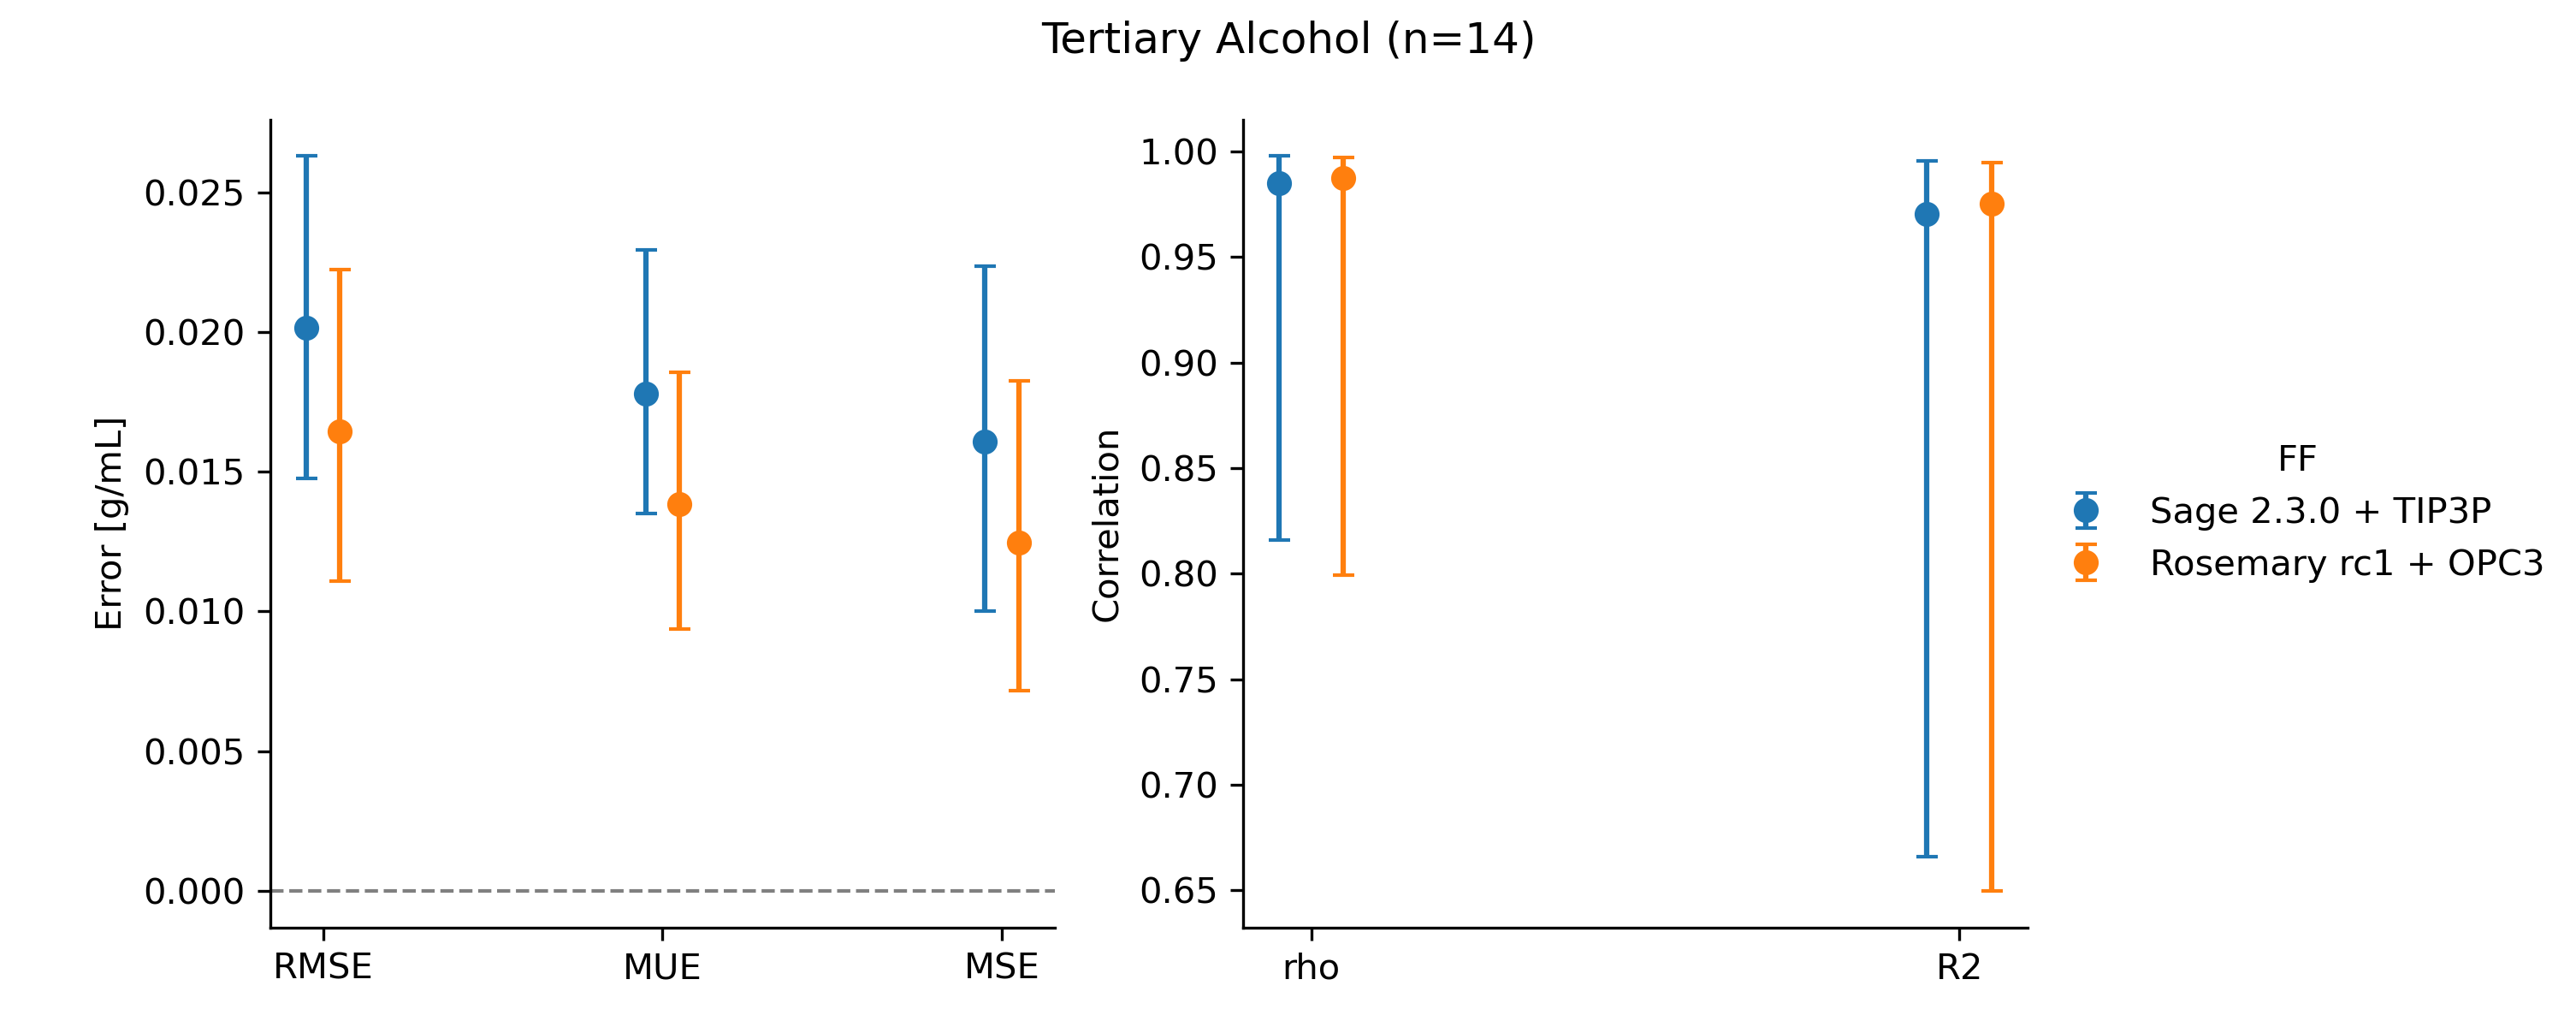 Tertiary Alcohol (n=14)
Error [g/mL]
0.025
0.020
0.015
0.010
0.005
0.000
RMSE
MUE
MSE
Correlation
1.00
0.95
0.90
0.85
0.80
0.75
0.70
0.65
rho
R2
FF
Sage 2.3.0 + TIP3P
Rosemary rc1 + OPC3